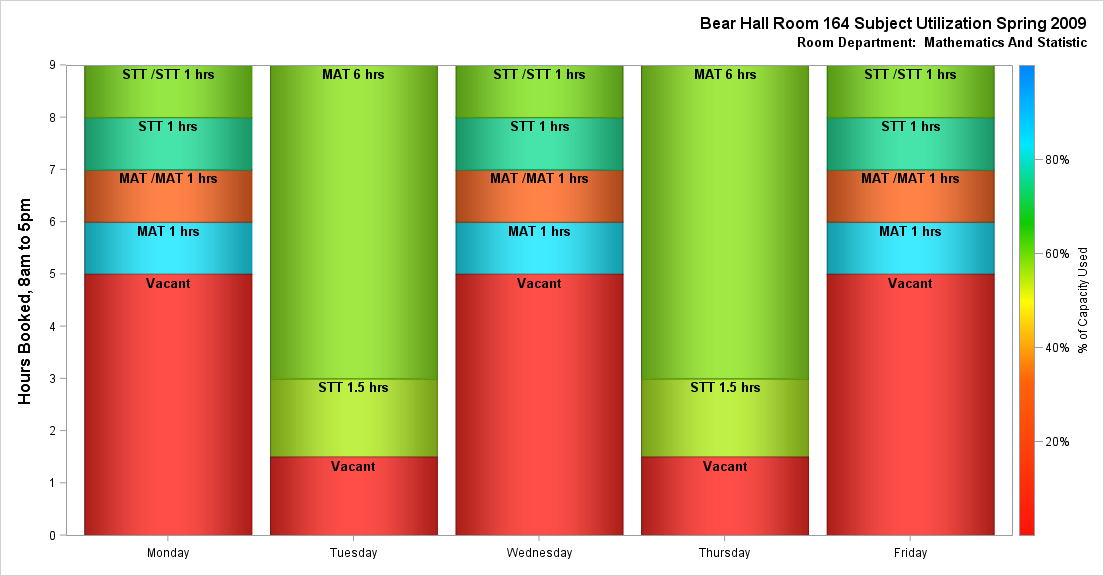 Bear Hall Room 164 Subject Utilization Spring 2009
Room Department:  Mathematics And Statistic
Hours Booked, 8am to 5pm
9
8
7
6
5
4
3
2
1
0
STT /STT 1 hrs
STT 1 hrs
MAT /MAT 1 hrs
MAT 1 hrs
Vacant
MAT 6 hrs
STT 1.5 hrs
Vacant
STT /STT 1 hrs
STT 1 hrs
MAT /MAT 1 hrs
MAT 1 hrs
Vacant
MAT 6 hrs
STT 1.5 hrs
Vacant
STT /STT 1 hrs
STT 1 hrs
MAT /MAT 1 hrs
MAT 1 hrs
Vacant
Monday
Tuesday
Wednesday
Thursday
Friday
80%
60%
40%
20%
% of Capacity Used